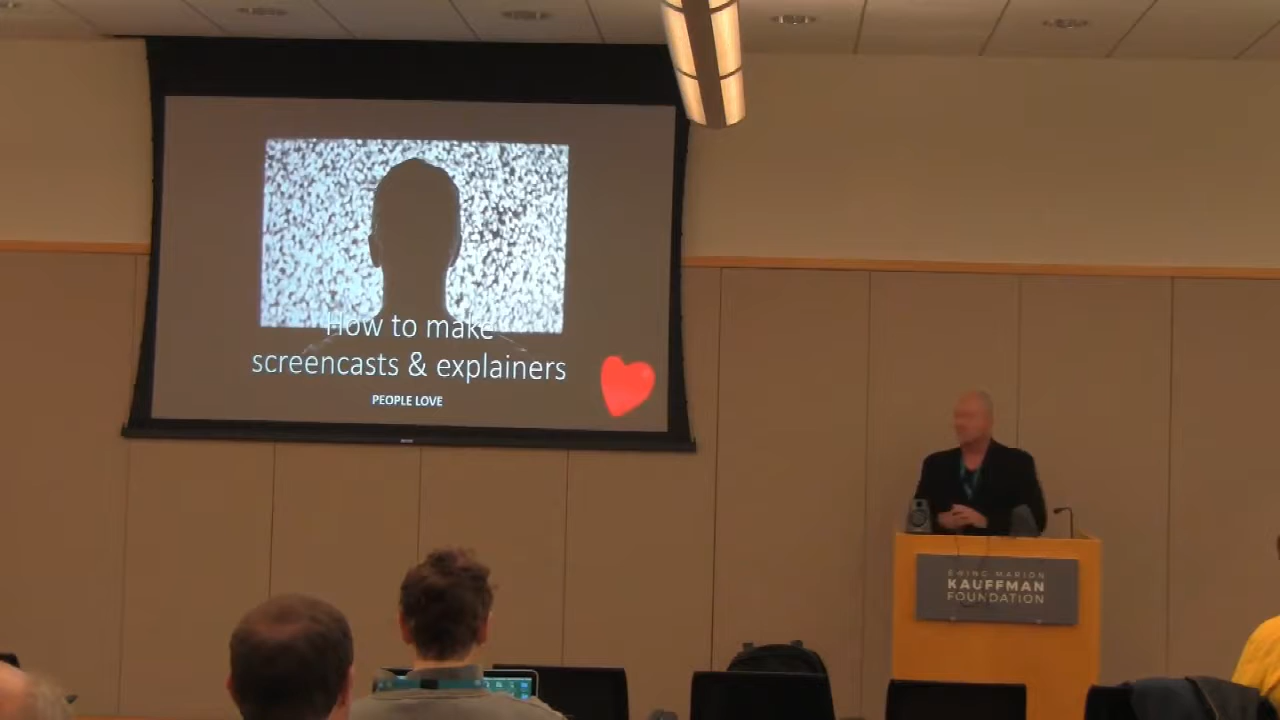 How to make
screencasts & explainers
PEOPLE LOVE
EWING MARION
KAUFFMAN
FOUNDATION